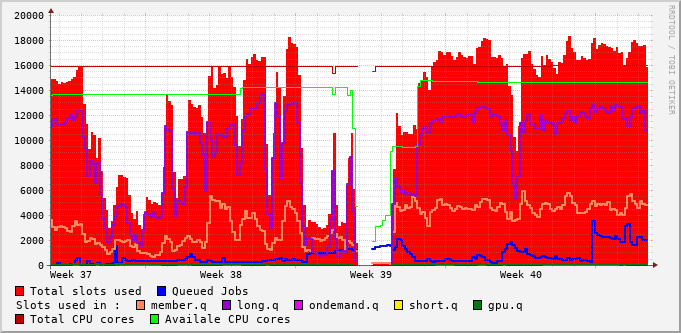 20000
18000
16000
14000
12000
10000
8000
6000
4000
2000
0
Week 37 Week 38 Week 39 Week 40
Total slots used Queued Jobs
Slots used in : member.q long.q ondemand.q short.q gpu.q
Total CPU cores Availale CPU cores
RRDTOOL / TOBI OETIKER